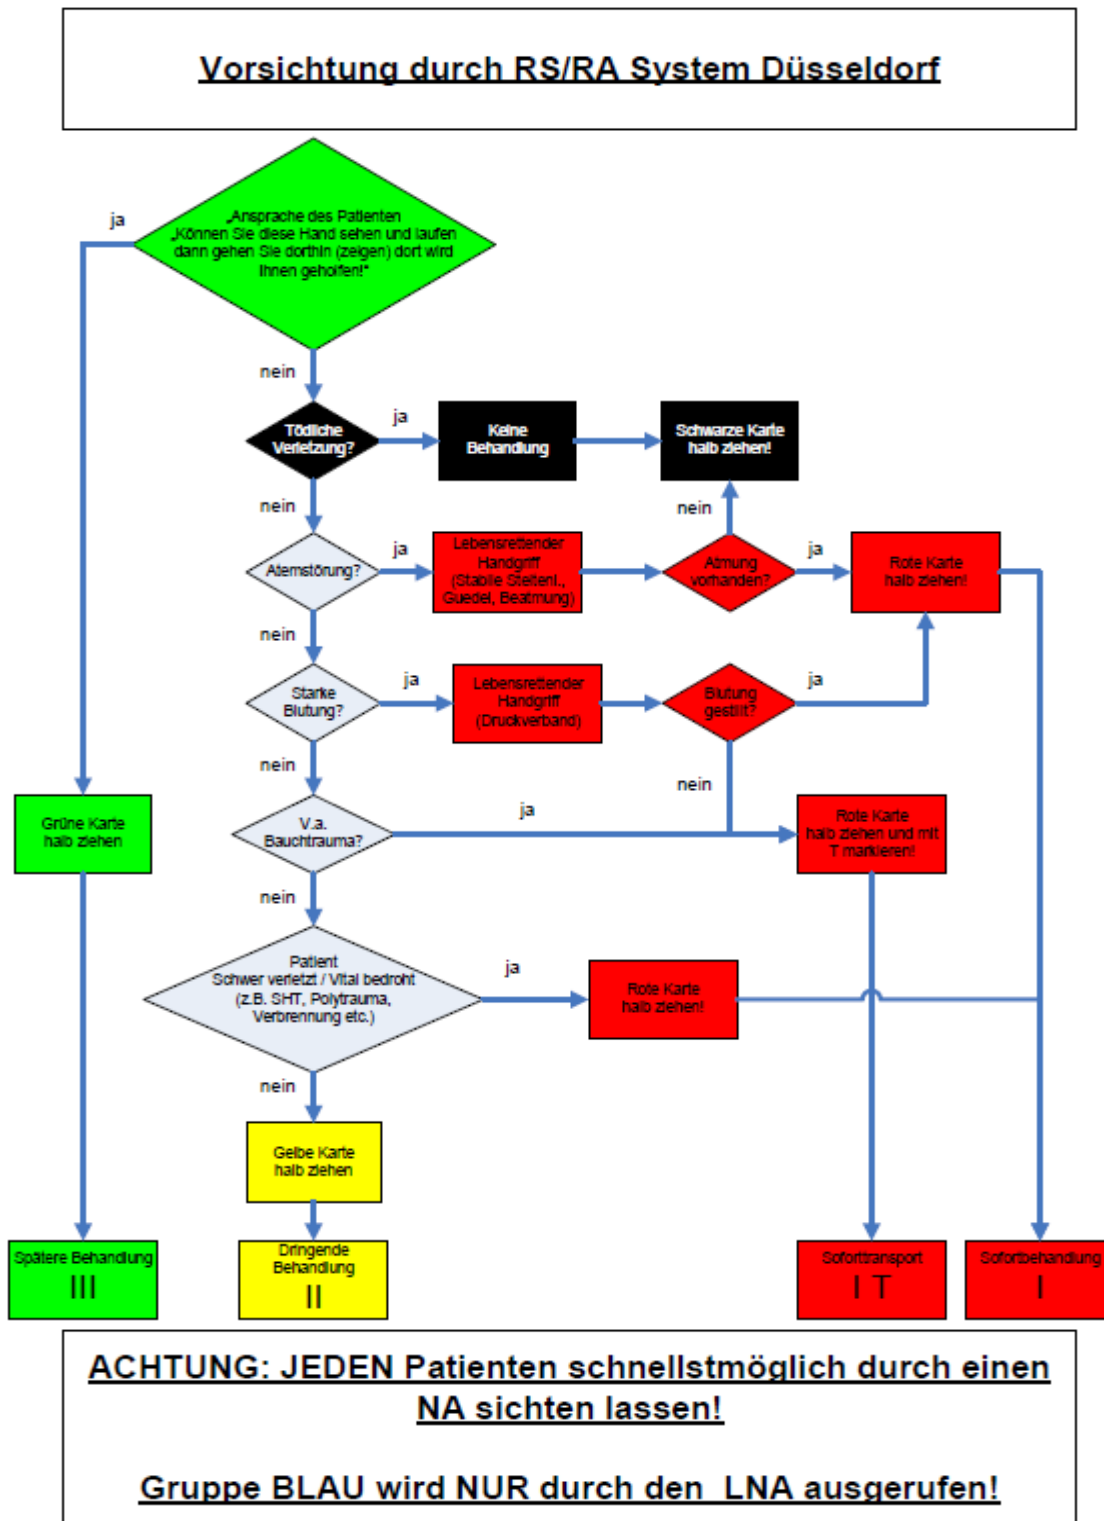 Vorsichtung durch RS/RA System Düsseldorf
„Ansprache des Patienten
„Können Sie diese Hand sehen und laufen
dann gehen Sie dorthin (zeigen) dort wird
Ihnen geholfen!“
ja
nein
Tödliche
Verletzung?
ja
Keine
Behandlung
Schwarze Karte
halb ziehen!
nein
nein
Atemstörung?
ja
Lebensrettender
Handgriff
(Stabile Steitenl.,
Guedel, Beatmung)
Atmung
vorhanden?
ja
Rote Karte
halb ziehen!
nein
Starke
Blutung?
ja
Lebensrettender
Handgriff
(Druckverband)
Blutung
gestillt?
ja
nein
nein
Grüne Karte
halb ziehen
V.a.
Bauchtrauma?
ja
Rote Karte
halb ziehen und mit
T markieren!
nein
Patient
Schwer verletzt / Vital bedroht
(z.B. SHT, Polytrauma,
Verbrennung etc.)
ja
Rote Karte
halb ziehen!
nein
Gelbe Karte
halb ziehen
Spätere Behandlung
III
Dringende
Behandlung
II
Soforttransport
I T
Sofortbehandlung
I
ACHTUNG: JEDEN Patienten schnellstmöglich durch einen
NA sichten lassen!
Gruppe BLAU wird NUR durch den LNA ausgerufen!